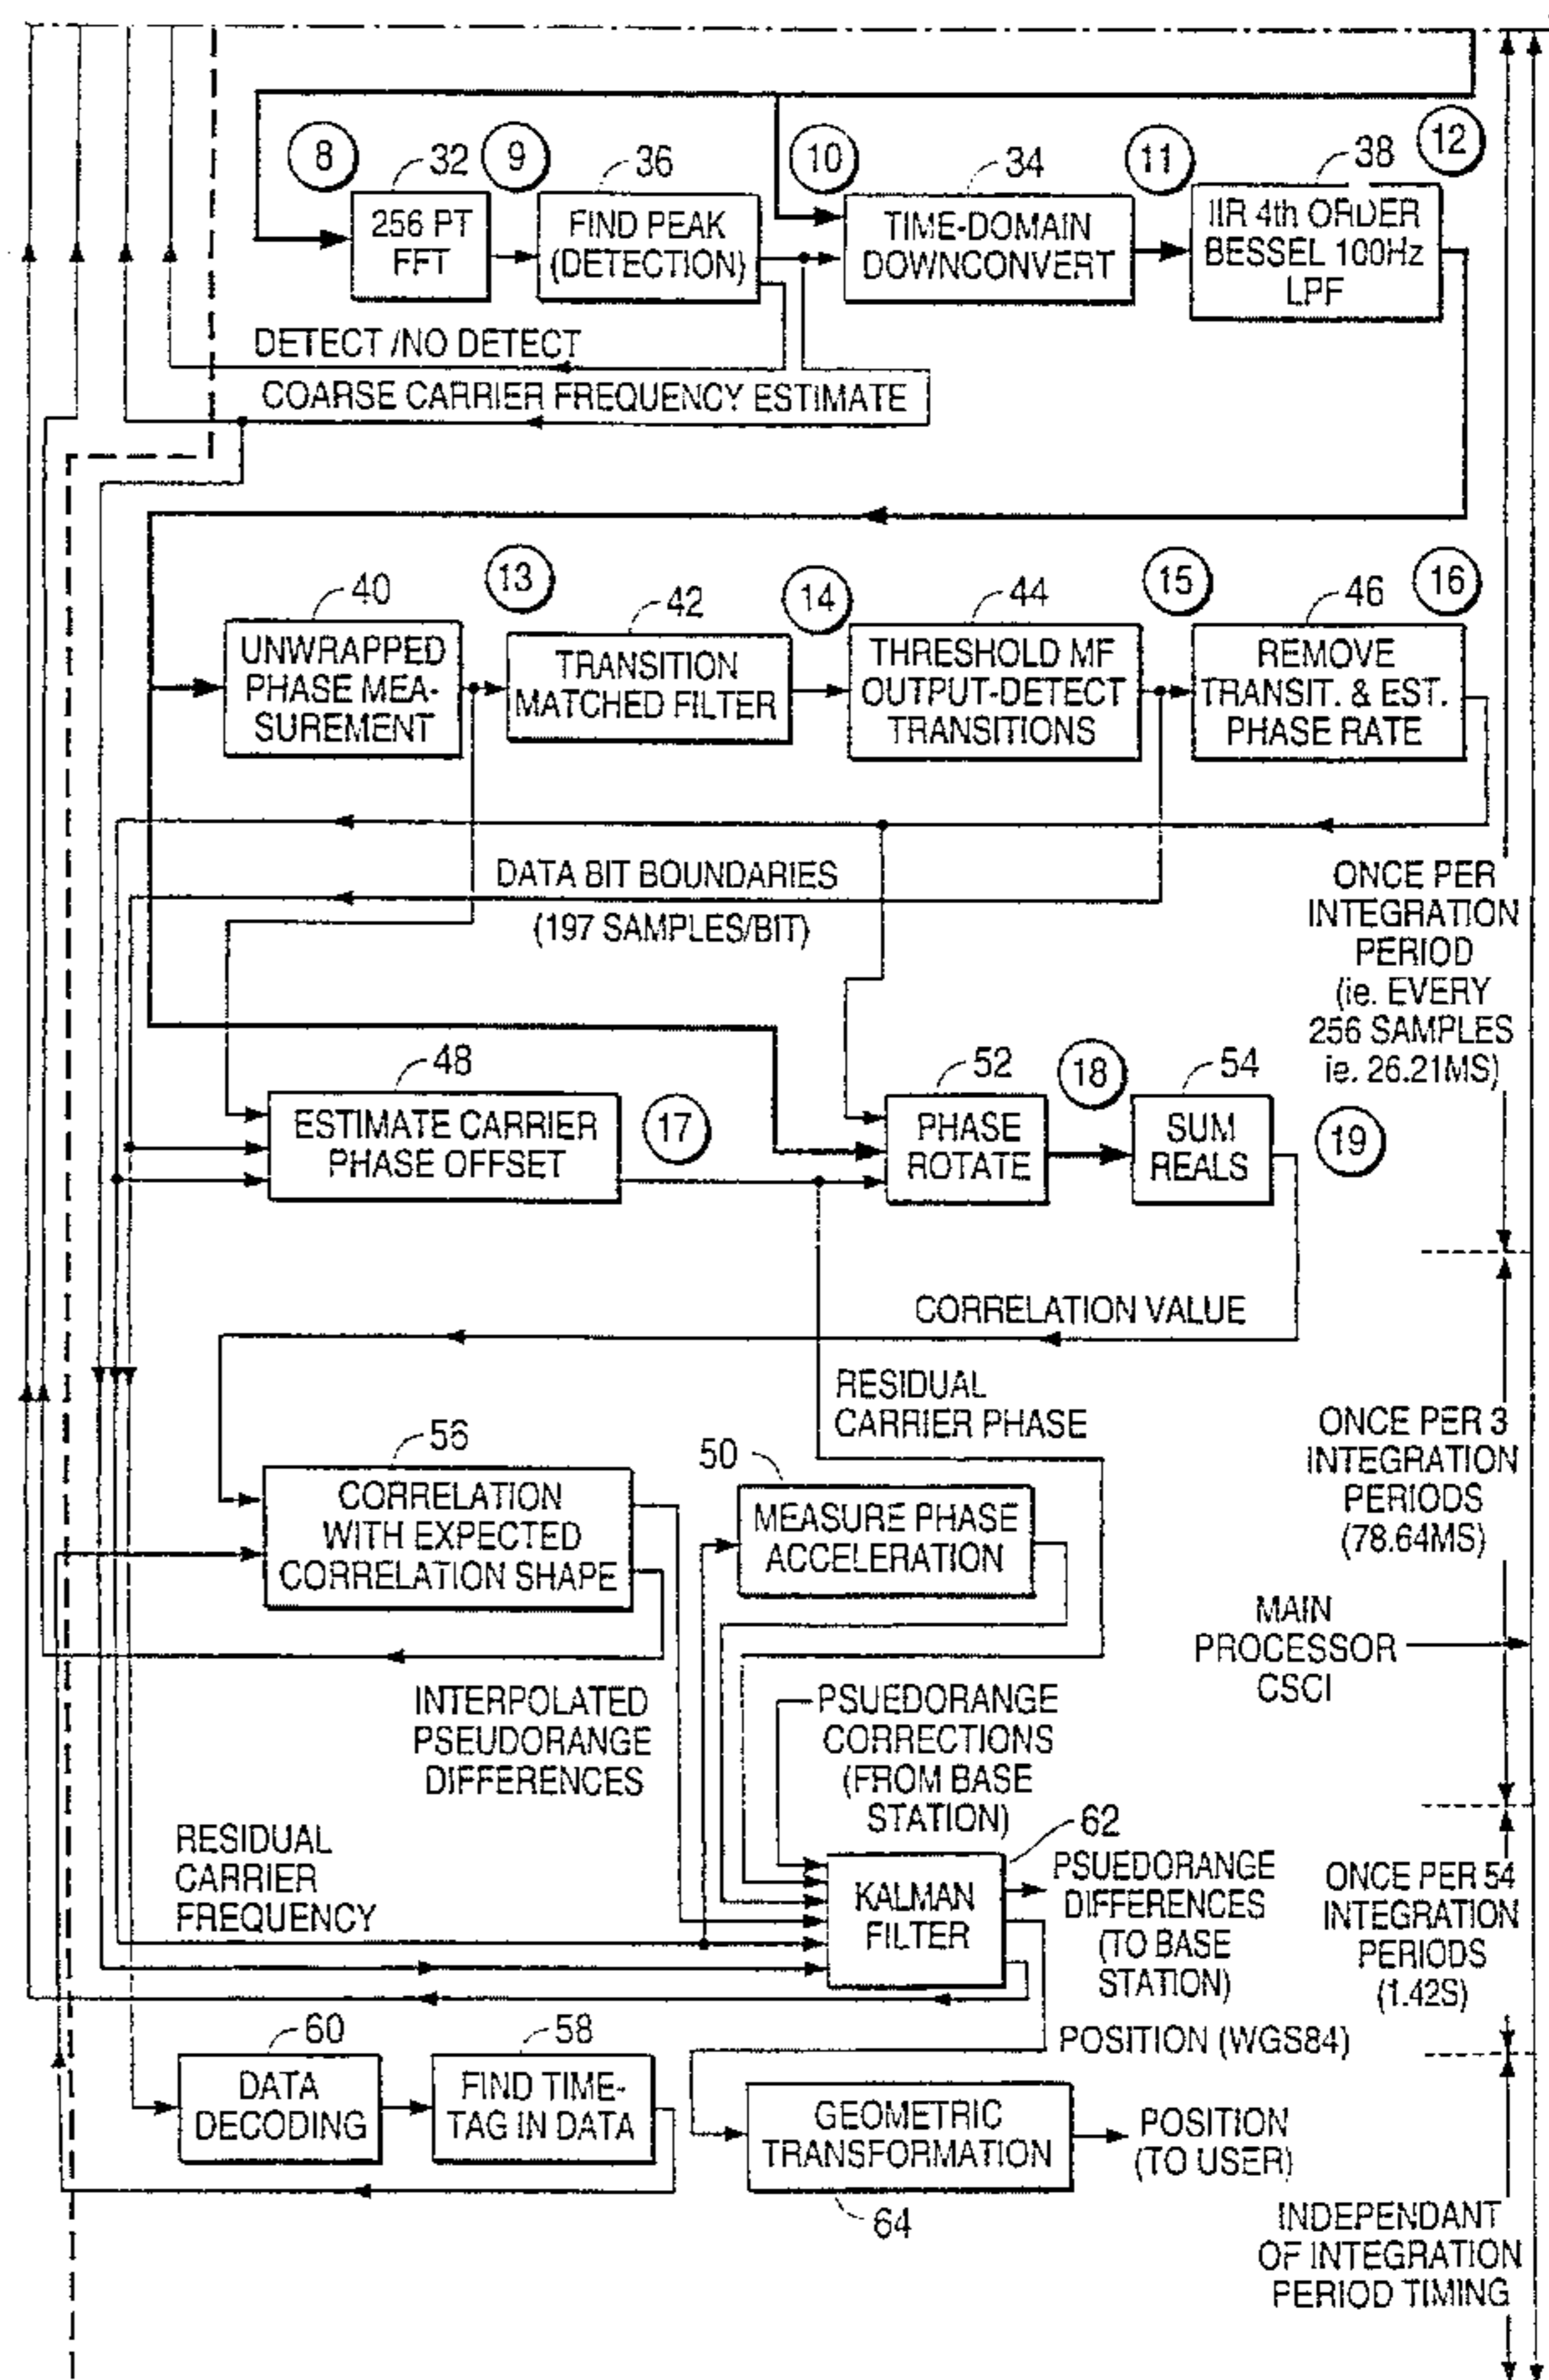 8
32
9
36
10
34
11
38
12
256 PT
FFT
FIND PEAK
(DETECTION)
TIME-DOMAIN
DOWNCONVERT
IIR 4th ORDER
BESSEL 100Hz
LPF
DETECT /NO DETECT
COARSE CARRIER FREQUENCY ESTIMATE
40
13
42
14
44
15
46
16
UNWRAPPED
PHASE MEA-
SUREMENT
TRANSITION
MATCHED FILTER
THRESHOLD MF
OUTPUT-DETECT
TRANSITIONS
REMOVE
TRANSIT. & EST.
PHASE RATE
DATA BIT BOUNDARIES
(197 SAMPLES/BIT)
ONCE PER
INTEGRATION
PERIOD
(ie. EVERY
256 SAMPLES
ie. 26.21MS)
48
17
52
18
54
19
ESTIMATE CARRIER
PHASE OFFSET
PHASE
ROTATE
SUM
REALS
CORRELATION VALUE
RESIDUAL
CARRIER PHASE
56
50
CORRELATION
WITH EXPECTED
CORRELATION SHAPE
MEASURE PHASE
ACCELERATION
ONCE PER 3
INTEGRATION
PERIODS
(78.64MS)
MAIN
PROCESSOR
CSCI
INTERPOLATED
PSEUDORANGE
DIFFERENCES
PSUEDORANGE
CORRECTIONS
(FROM BASE
STATION)
62
RESIDUAL
CARRIER
FREQUENCY
KALMAN
FILTER
PSUEDORANGE
DIFFERENCES
(TO BASE
STATION)
ONCE PER 54
INTEGRATION
PERIODS
(1.42S)
60
58
POSITION (WGS84)
DATA
DECODING
FIND TIME-
TAG IN DATA
GEOMETRIC
TRANSFORMATION
POSITION
(TO USER)
64
INDEPENDANT
OF INTEGRATION
PERIOD TIMING